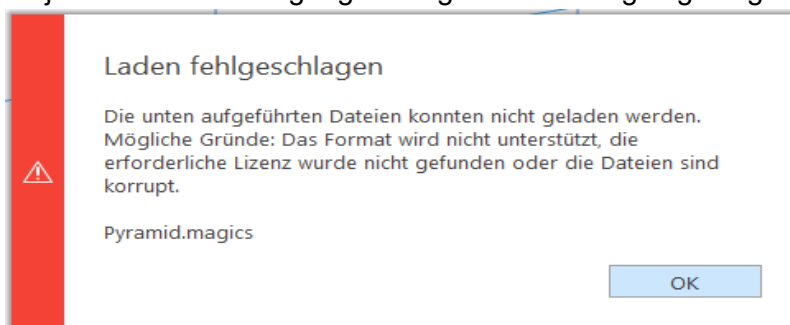 Laden fehlgeschlagen
Die unten aufgeführten Dateien konnten nicht geladen werden.
Mögliche Gründe: Das Format wird nicht unterstützt, die
erforderliche Lizenz wurde nicht gefunden oder die Dateien sind
korrupt.
Pyramid.magics
OK